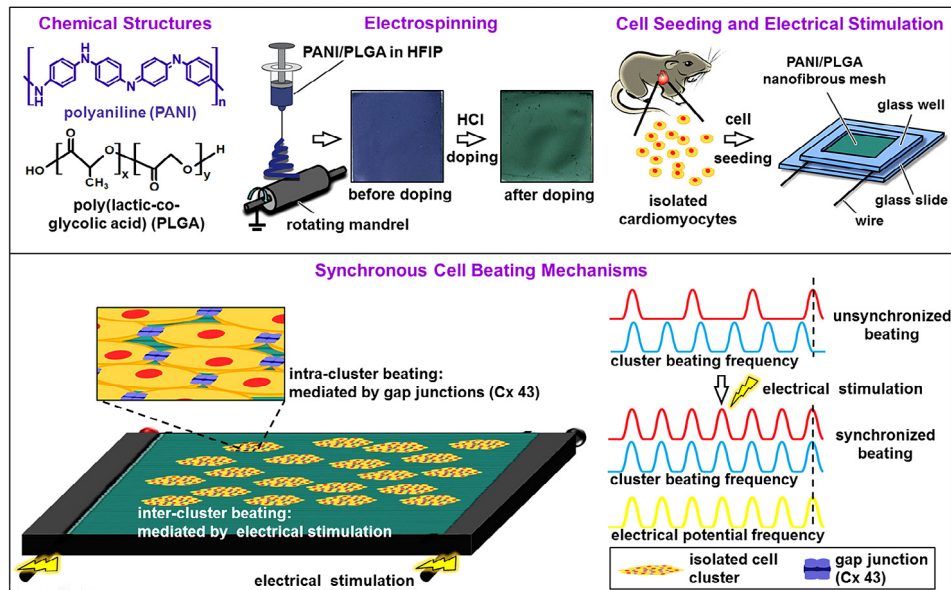 Chemical Structures
H
N
H
N
N
N
N
H
n
polyaniline (PANI)
HO
O
O
CH3
x
O
O
y
H
poly(lactic-co-
glycolic acid) (PLGA)
Electrospinning
PANI/PLGA in HFIP
HCl
doping
before doping
after doping
rotating mandrel
Cell Seeding and Electrical Stimulation
PANI/PLGA
nanofibrous mesh
glass well
cell
seeding
isolated
cardiomyocytes
glass slide
wire
Synchronous Cell Beating Mechanisms
intra-cluster beating:
mediated by gap junctions (Cx 43)
inter-cluster beating:
mediated by electrical stimulation
electrical stimulation
unsynchronized
beating
cluster beating frequency
electrical stimulation
synchronized
beating
cluster beating frequency
electrical potential frequency
isolated cell
cluster
gap junction
(Cx 43)